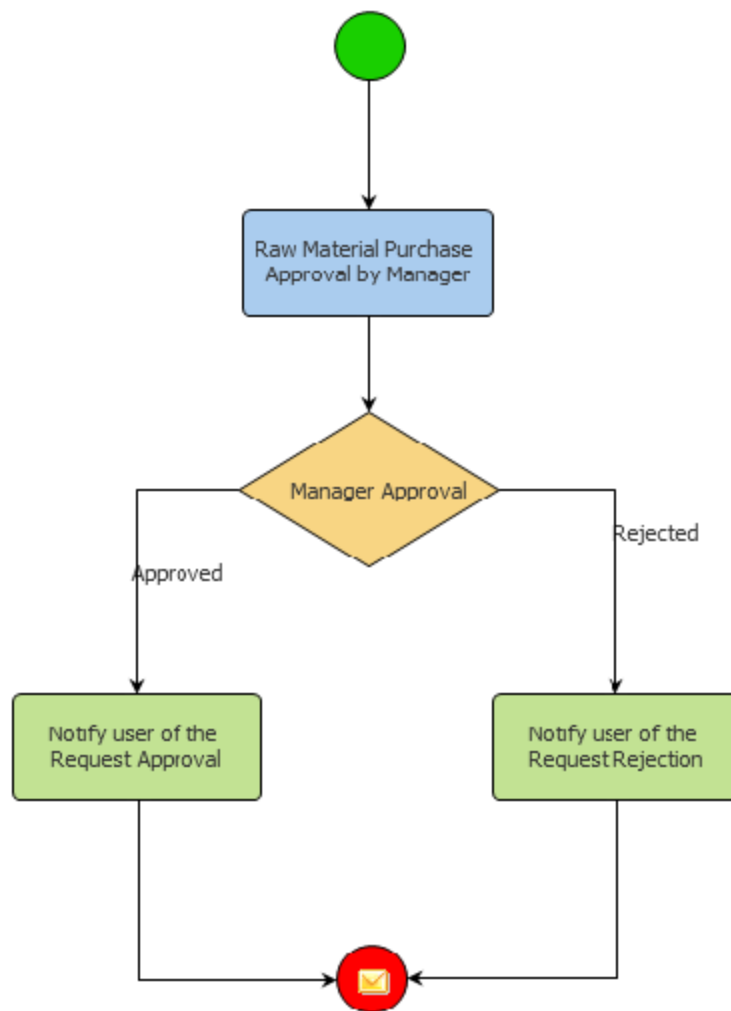 Raw Material Purchase
Approval by Manager
Manager Approval
Rejected
Approved
Notify user of the
Request Approval
Notify user of the
Request Rejection